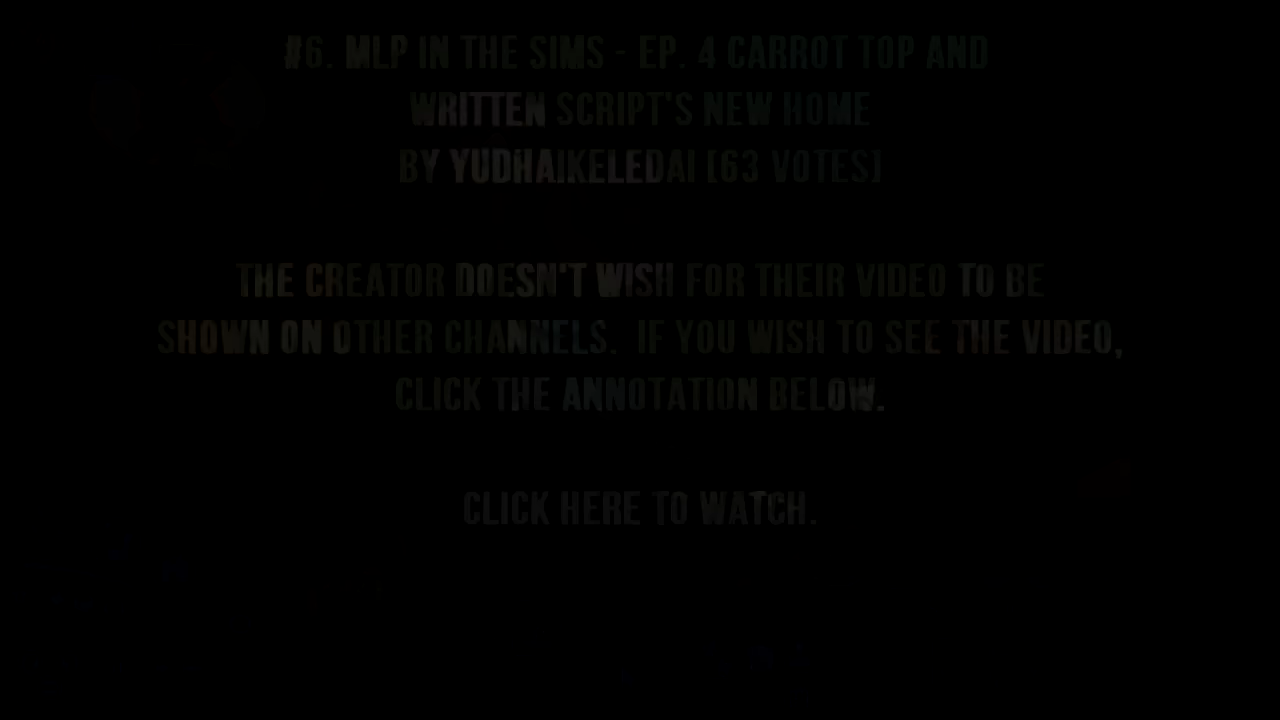 #6. MLP IN THE SIMS - EP. 4 CARROT TOP AND
WRITTEN SCRIPT'S NEW HOME
BY YUDHAIKELEDAI [63 VOTES]
THE CREATOR DOESN'T WISH FOR THEIR VIDEO TO BE
SHOWN ON OTHER CHANNELS. IF YOU WISH TO SEE THE VIDEO,
CLICK THE ANNOTATION BELOW.
CLICK HERE TO WATCH.